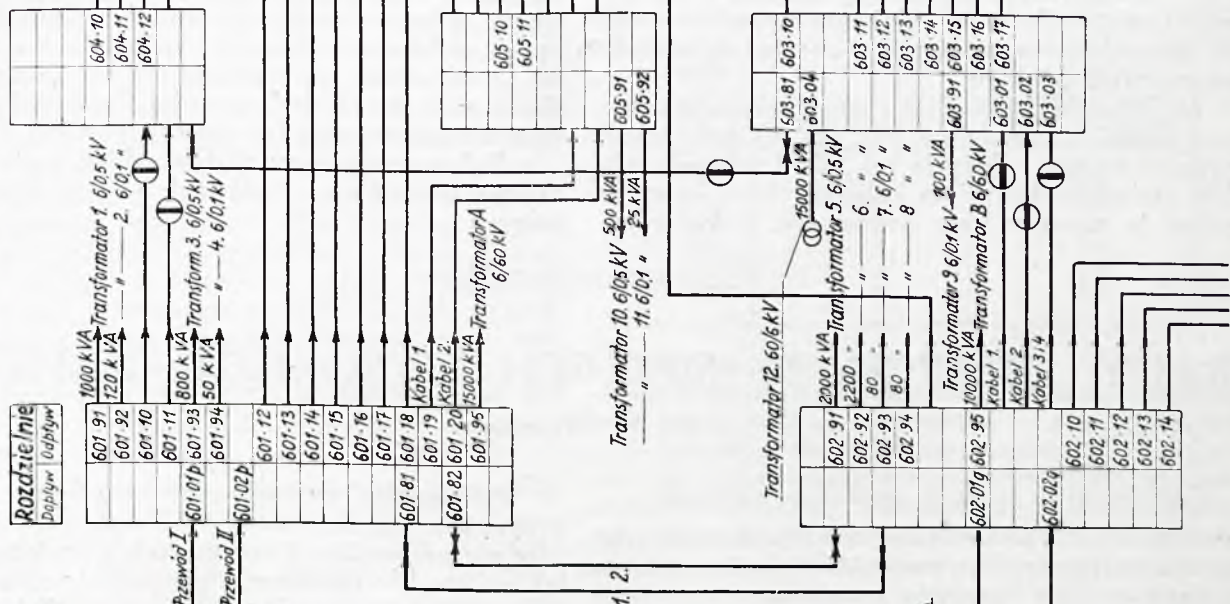 604·10
604·11
604·12
605·10
605·11
605·91
605·92
603·81
603·10
603·04
603·11
603·12
603·13
603·14
603·91
603·15
603·16
603·01
603·17
603·02
603·03
1000 kVA Transformator 1. 6/0,5 kV
120 kVA — " — 2. 6/0,1 "
800 kVA Transform. 3. 6/0,5 kV
50 kVA — " — 4. 6/0,1 kV
Kabel 1
Kabel 2.
15000 kVA Transformator A
6/60 kV
Transformator 10. 6/0,5 kV 500 kVA
— " — 11. 6/0,1 " 25 kVA
Transformator 12. 60/6 kV
15000 kVA
2000 kVA Transformator 5. 6/0,5 kV
2200 " — " — 6. " "
80 " — " — 7. 6/0,1 "
80 " — " — 8 " "
Transformator 9 6/0,1 kV 100 kVA
10000 kVA Transformator B 6/60 kV
Kabel 1
Kabel 2
Kabel 3 i 4
Rozdzielnie
Dopływ Odpływ
601·91
601·92
601·10
601·11
601·01p 601·93
601·94
601·02p
601·12
601·13
601·14
601·15
601·16
601·17
601·81 601·18
601·19
601·82 601·20
601·95
602·91
602·92
602·93
602·94
602·01g 602·95
602·02g
602·10
602·11
602·12
602·13
602·14
Przewód I
Przewód II
1.
2.